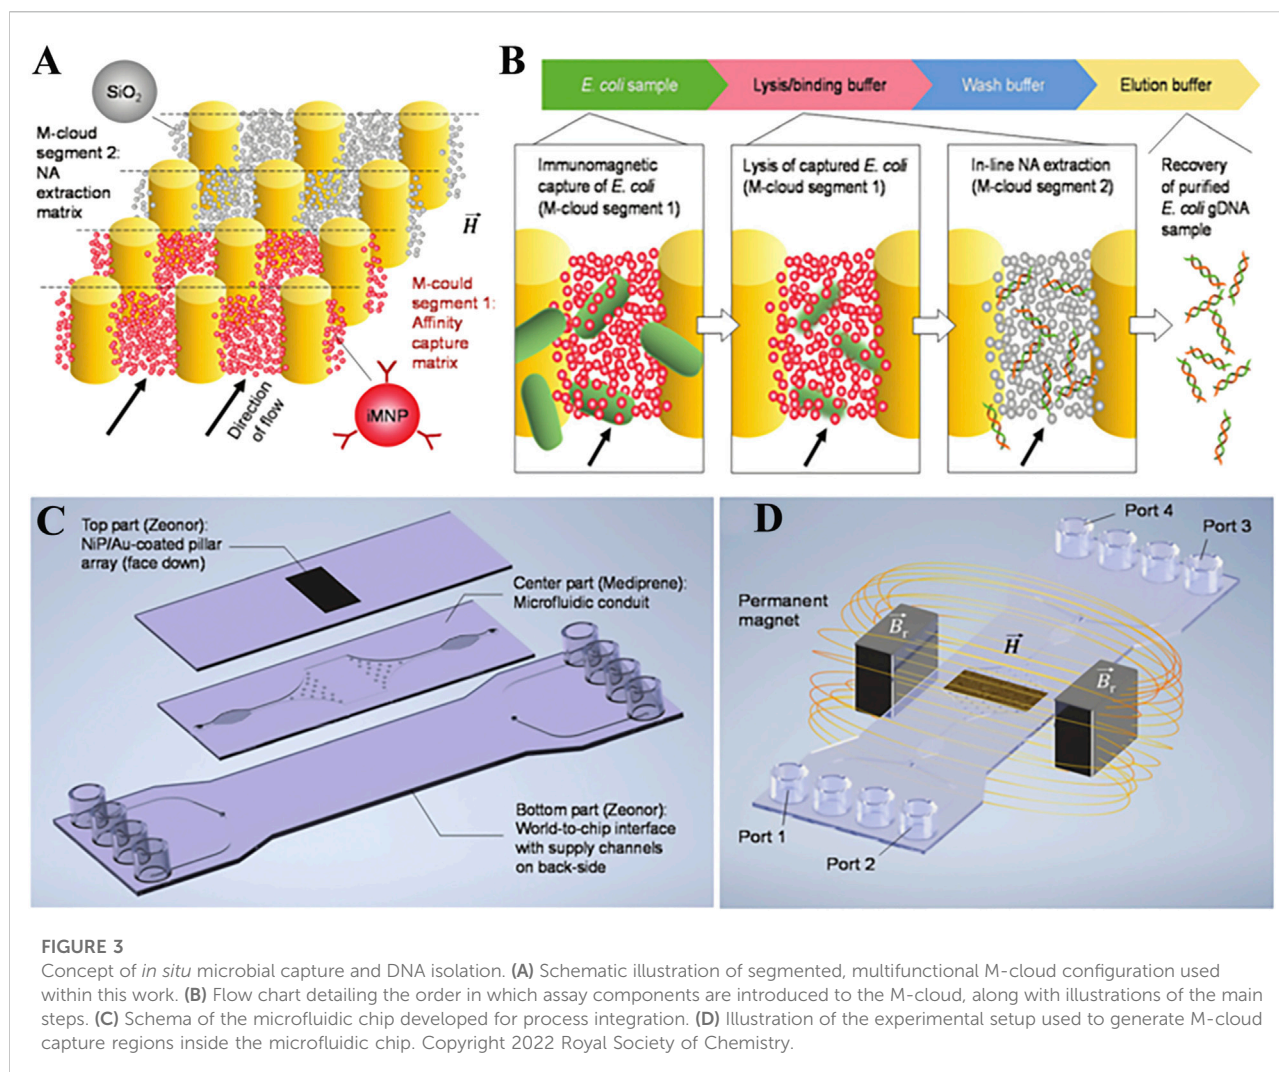 A
SiO2
M-cloud
segment 2:
NA
extraction
matrix
H
M-could
segment 1:
Affinity
capture
matrix
Direction
of flow
iMNP
B
E. coli sample
Lysis/binding buffer
Wash buffer
Elution buffer
Immunomagnetic
capture of E. coli
(M-cloud segment 1)
Lysis of captured E. coli
(M-cloud segment 1)
In-line NA extraction
(M-cloud segment 2)
Recovery
of purified
E. coli gDNA
sample
C
Top part (Zeonor):
NiP/Au-coated pillar
array (face down)
Center part (Mediprene):
Microfluidic conduit
Bottom part (Zeonor):
World-to-chip interface
with supply channels
on back-side
D
Port 4
Port 3
Permanent
magnet
Br
H
Br
Port 1
Port 2
FIGURE 3
Concept of in situ microbial capture and DNA isolation. (A) Schematic illustration of segmented, multifunctional M-cloud configuration used
within this work. (B) Flow chart detailing the order in which assay components are introduced to the M-cloud, along with illustrations of the main
steps. (C) Schema of the microfluidic chip developed for process integration. (D) Illustration of the experimental setup used to generate M-cloud
capture regions inside the microfluidic chip. Copyright 2022 Royal Society of Chemistry.